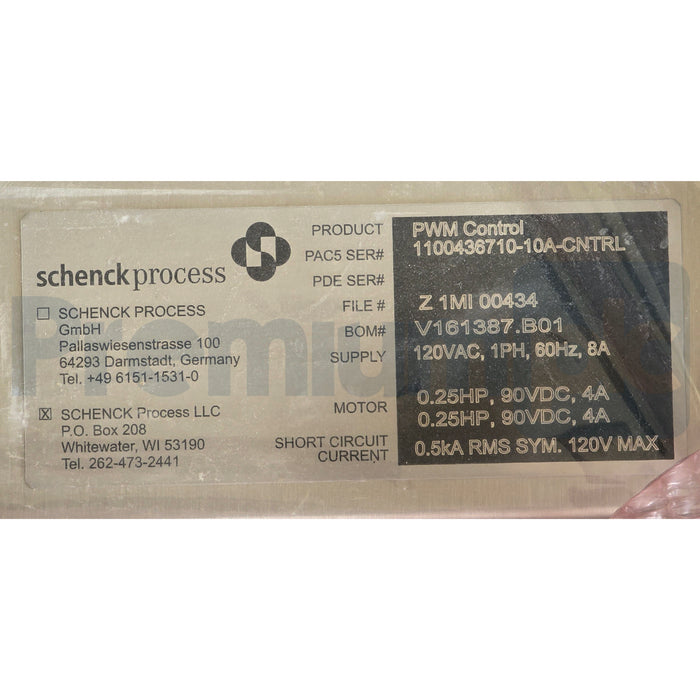 schenckprocess
SCHENCK PROCESS
GmbH
Pallaswiesenstrasse 100
64293 Darmstadt, Germany
Tel. +49 6151-1531-0
☒ SCHENCK Process LLC
P.O. Box 208
Whitewater, WI 53190
Tel. 262-473-2441
PRODUCT PWM Control
PAC5 SER# 1100436710-10A-CNTRL
PDE SER#
FILE # Z 1MI 00434
BOM# V161387.B01
SUPPLY 120VAC, 1PH, 60Hz, 8A
MOTOR 0.25HP, 90VDC, 4A
0.25HP, 90VDC, 4A
SHORT CIRCUIT CURRENT 0.5kA RMS SYM. 120V MAX